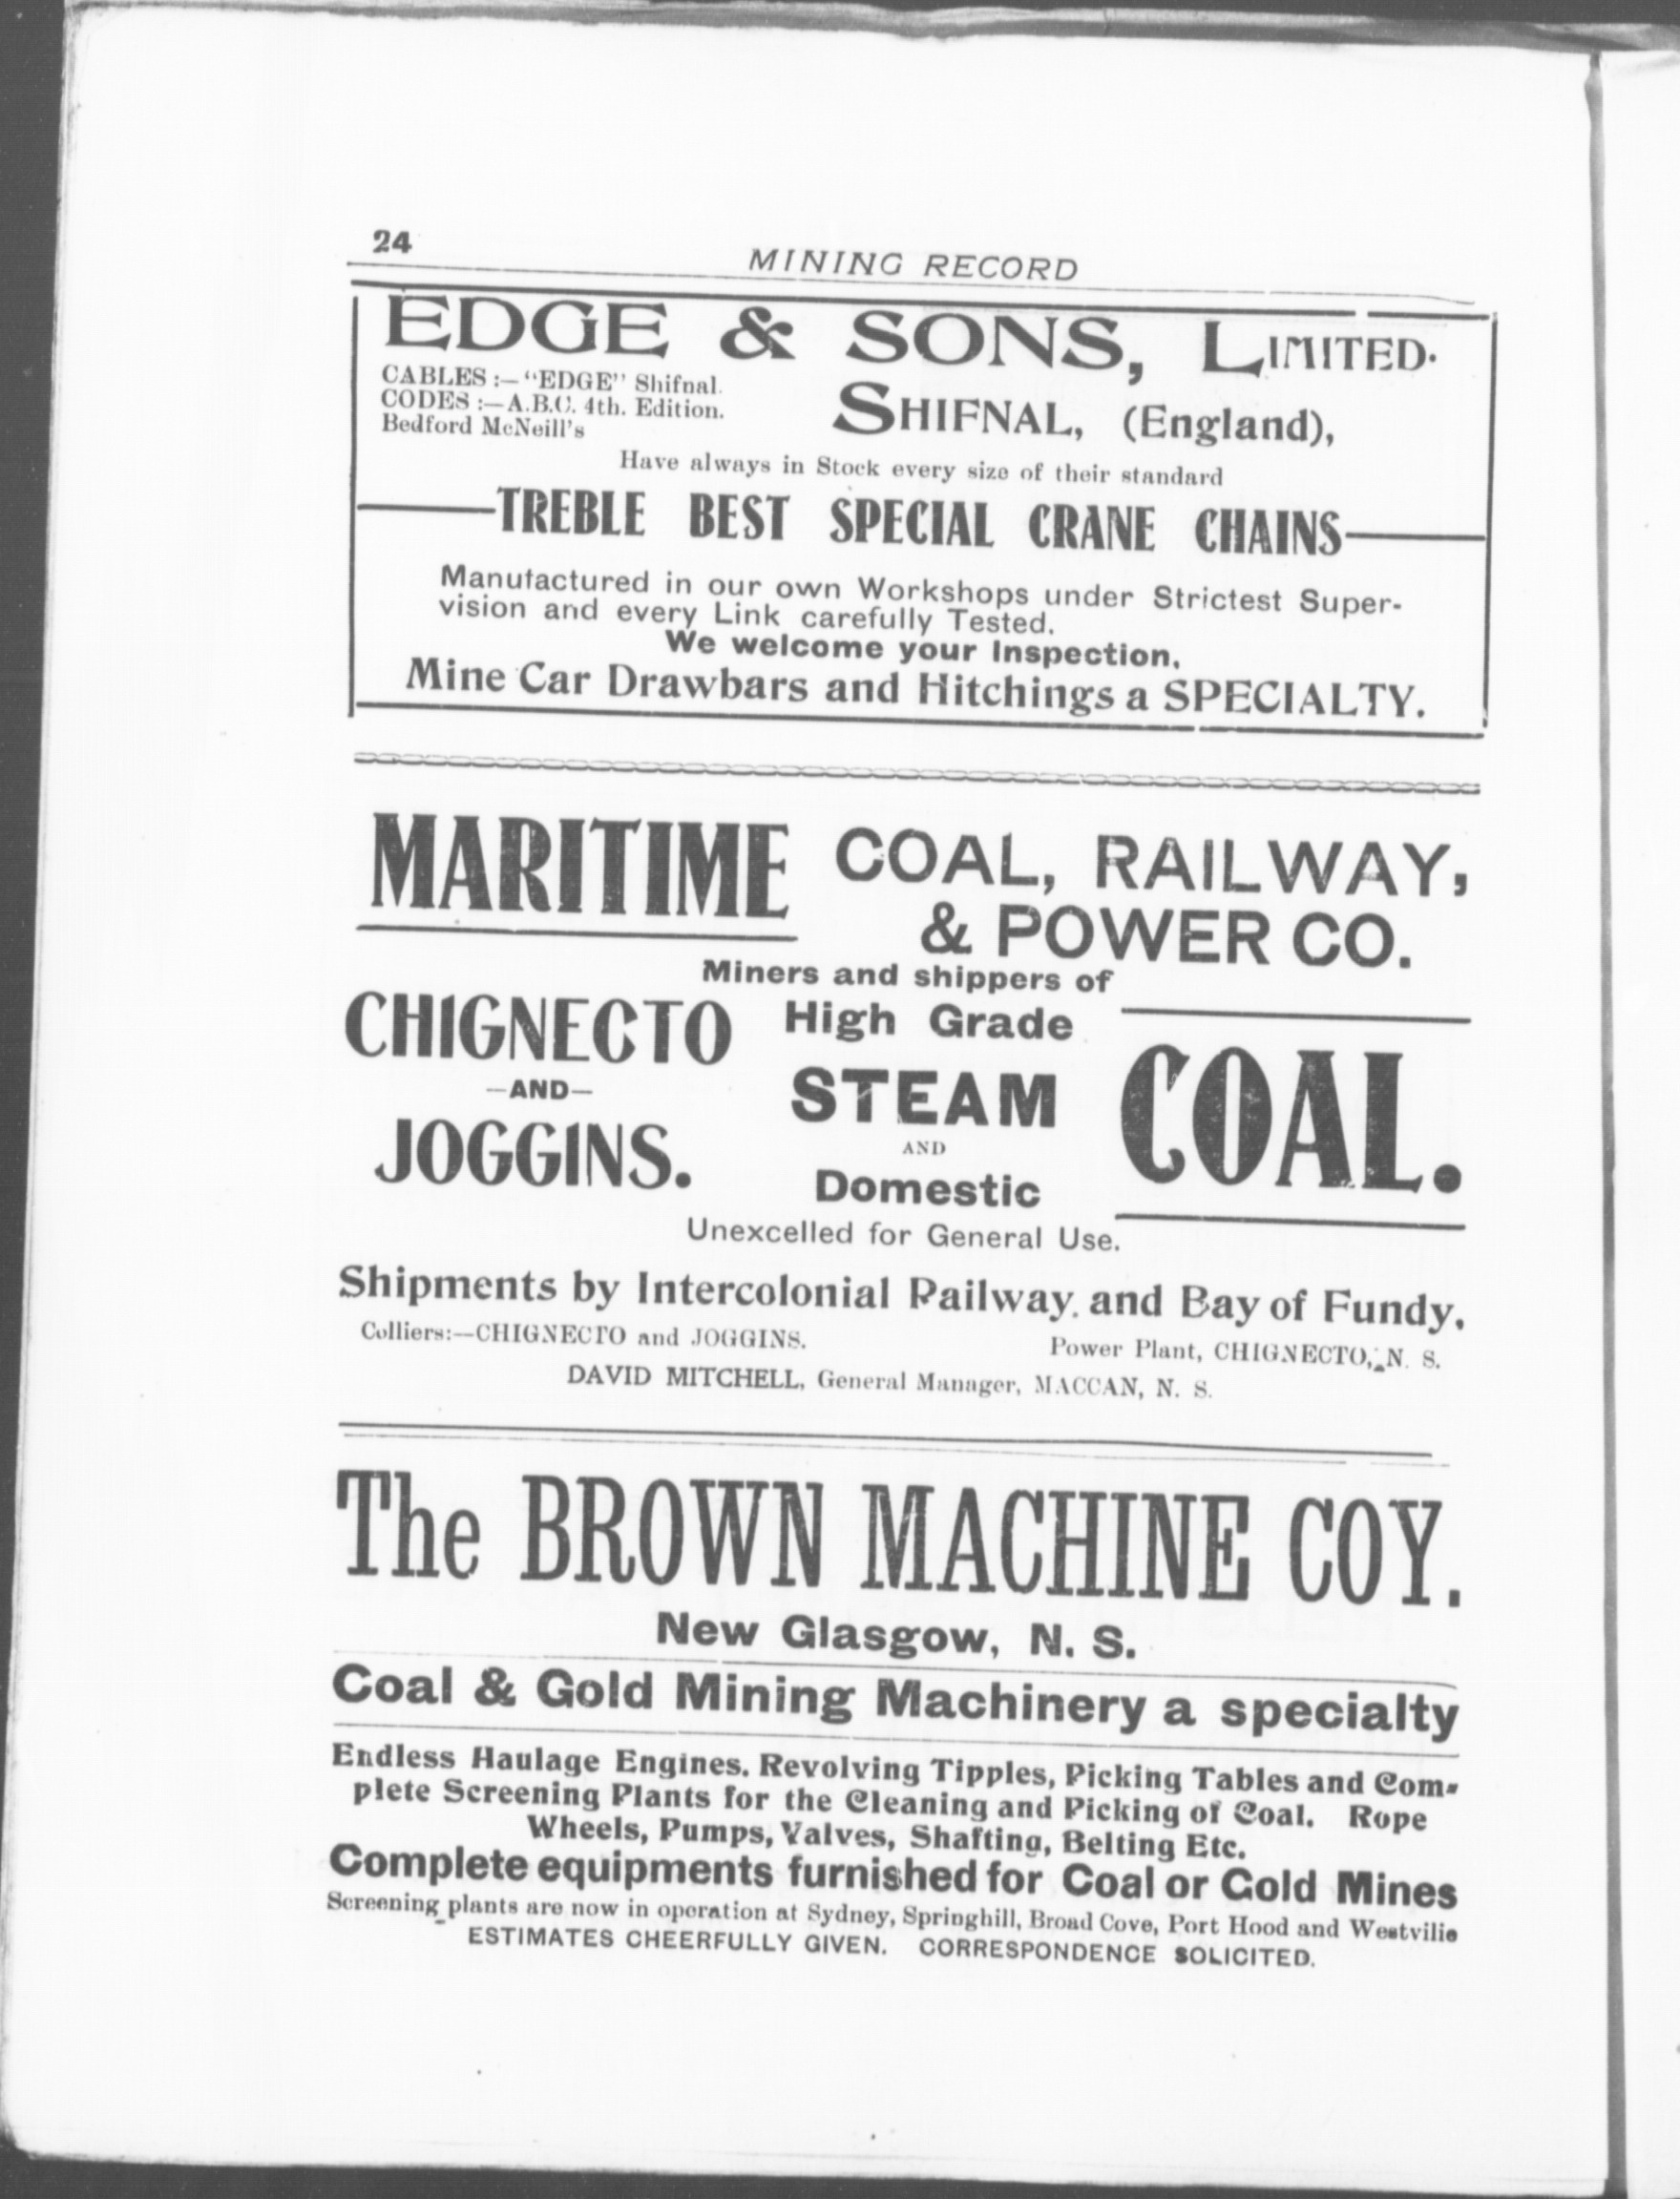 24
MINING RECORD
EDGE & SONS, LIMITED.
CABLES :— "EDGE" Shifnal.
CODES :—A.B.C. 4th. Edition.
Bedford McNeill's
SHIFNAL, (England),
Have always in Stock every size of their standard
TREBLE BEST SPECIAL CRANE CHAINS
Manufactured in our own Workshops under Strictest Super-
vision and every Link carefully Tested.
We welcome your Inspection.
Mine Car Drawbars and Hitchings a SPECIALTY.
MARITIME COAL, RAILWAY,
& POWER CO.
Miners and shippers of
CHIGNECTO
—AND—
JOGGINS.
High Grade
STEAM
AND
Domestic
COAL.
Unexcelled for General Use.
Shipments by Intercolonial Railway and Bay of Fundy.
Colliers:—CHIGNECTO and JOGGINS.
Power Plant, CHIGNECTO, N. S.
DAVID MITCHELL, General Manager, MACCAN, N. S.
The BROWN MACHINE COY.
New Glasgow, N. S.
Coal & Gold Mining Machinery a specialty
Endless Haulage Engines. Revolving Tipples, Picking Tables and Com-
plete Screening Plants for the Cleaning and Picking of Coal. Rope
Wheels, Pumps, Valves, Shafting, Belting Etc.
Complete equipments furnished for Coal or Gold Mines
Screening plants are now in operation at Sydney, Springhill, Broad Cove, Port Hood and Westville
ESTIMATES CHEERFULLY GIVEN. CORRESPONDENCE SOLICITED.